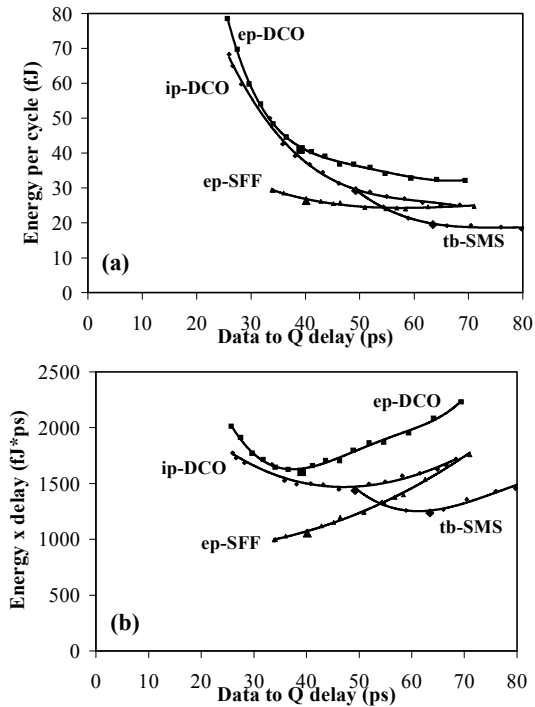 80
70
60
50
40
30
20
10
0
Energy per cycle (fJ)
ep-DCO
ip-DCO
ep-SFF
tb-SMS
(a)
0 10 20 30 40 50 60 70 80
Data to Q delay (ps)
2500
2000
1500
1000
500
0
Energy x delay (fJ*ps)
ep-DCO
ip-DCO
ep-SFF
tb-SMS
(b)
0 10 20 30 40 50 60 70 80
Data to Q delay (ps)